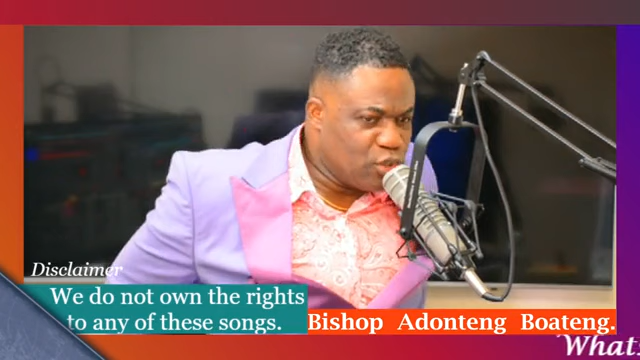 Disclaimer
We do not own the rights
to any of these songs.
Bishop Adonteng Boateng.
What